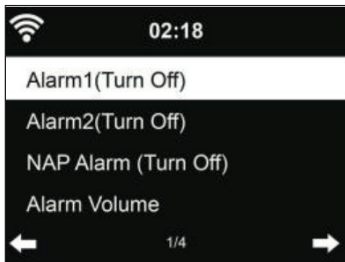 02:18
Alarm1(Turn Off)
Alarm2(Turn Off)
NAP Alarm (Turn Off)
Alarm Volume
1/4